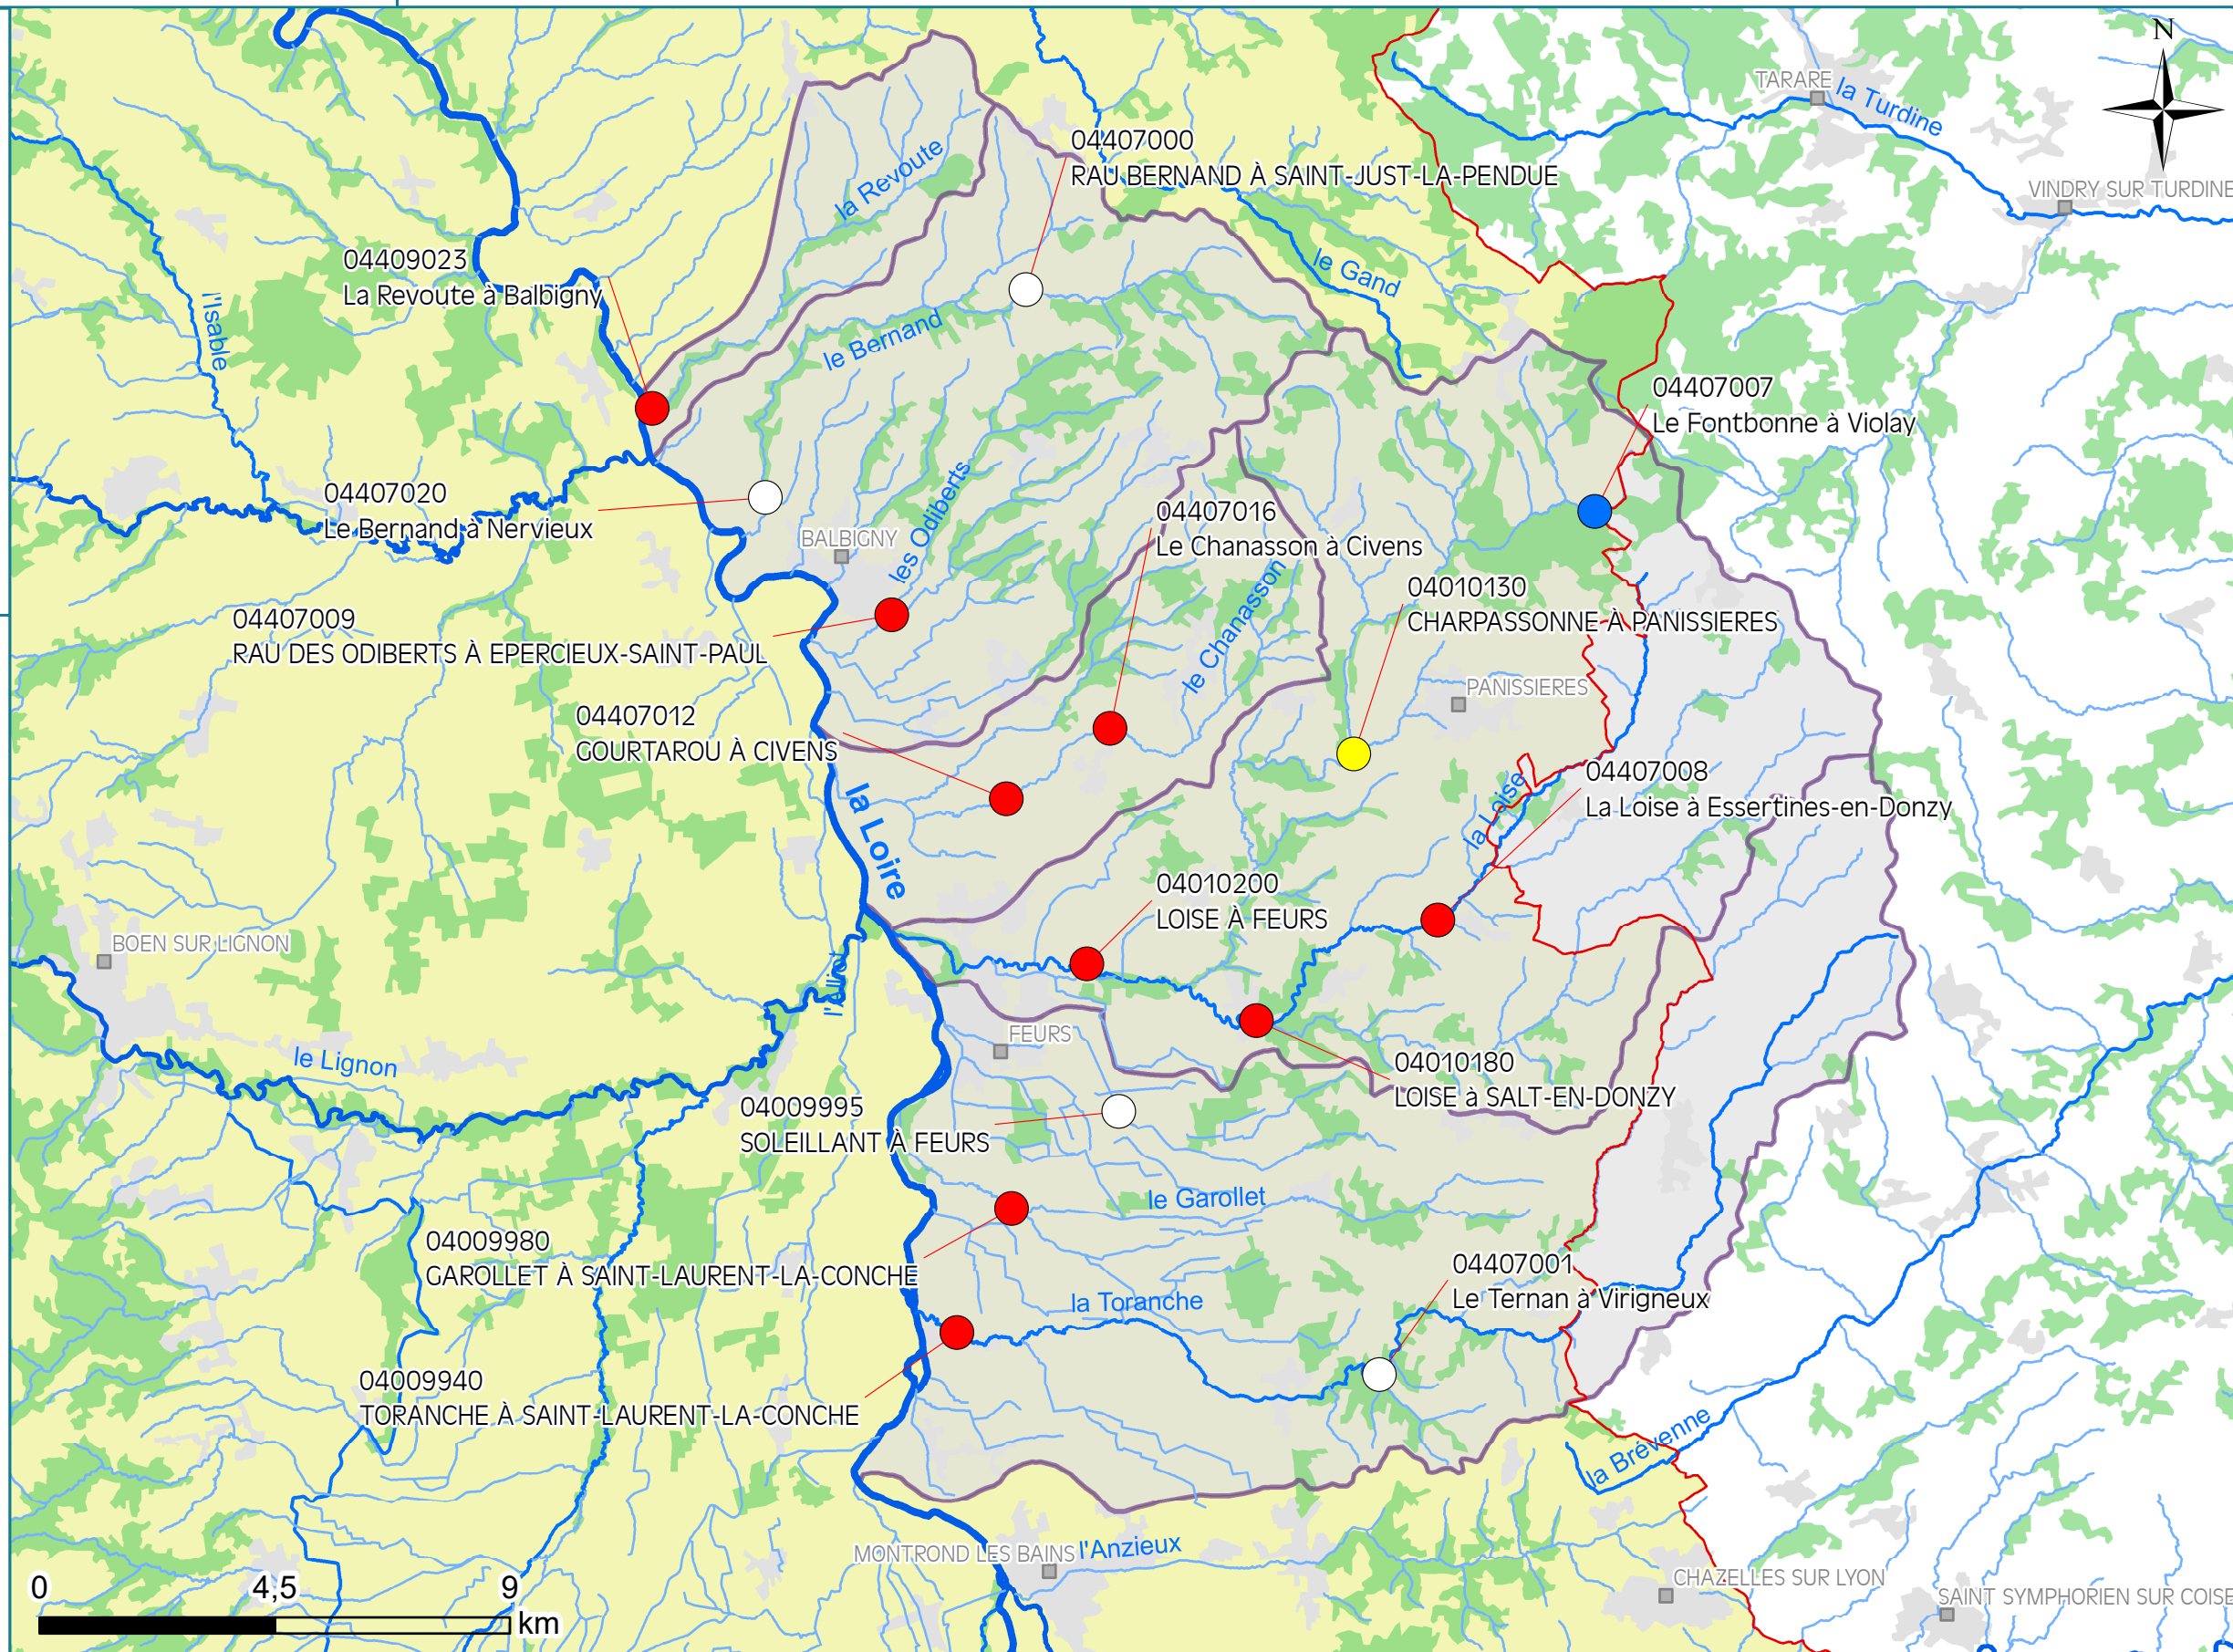 N
TARARE
la Turdine
VINDRY SUR TURDINE
04407000
RAU BERNAND À SAINT-JUST-LA-PENDUE
la Revoute
le Gand
04409023
La Revoute à Balbigny
l'Isable
le Bernand
04407007
Le Fontbonne à Violay
04407020
Le Bernand à Nervieux
BALBIGNY
les Odiberts
04407016
Le Chanasson à Civens
le Chanasson
04010130
CHARPASSONNE À PANISSIERES
04407009
RAU DES ODIBERTS À EPERCIEUX-SAINT-PAUL
PANISSIERES
04407012
GOURTAROU À CIVENS
la Loire
la Loise
04407008
La Loise à Essertines-en-Donzy
04010200
LOISE À FEURS
BOEN SUR LIGNON
FEURS
le Lignon
04010180
LOISE à SALT-EN-DONZY
04009995
SOLEILLANT À FEURS
le Garollet
04009980
GAROLLET À SAINT-LAURENT-LA-CONCHE
04407001
Le Ternan à Virigneux
la Toranche
04009940
TORANCHE À SAINT-LAURENT-LA-CONCHE
la Brévenne
MONTROND LES BAINS
l'Anzieux
CHAZELLES SUR LYON
SAINT SYMPHORIEN SUR COISE
0 4,5 9
km